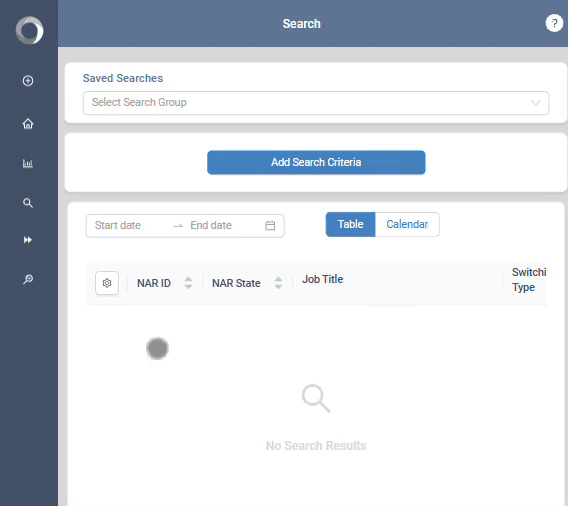 Search
?
Saved Searches
Select Search Group
Add Search Criteria
Start date → End date
Table Calendar
NAR ID NAR State Job Title Switchi
Type
No Search Results